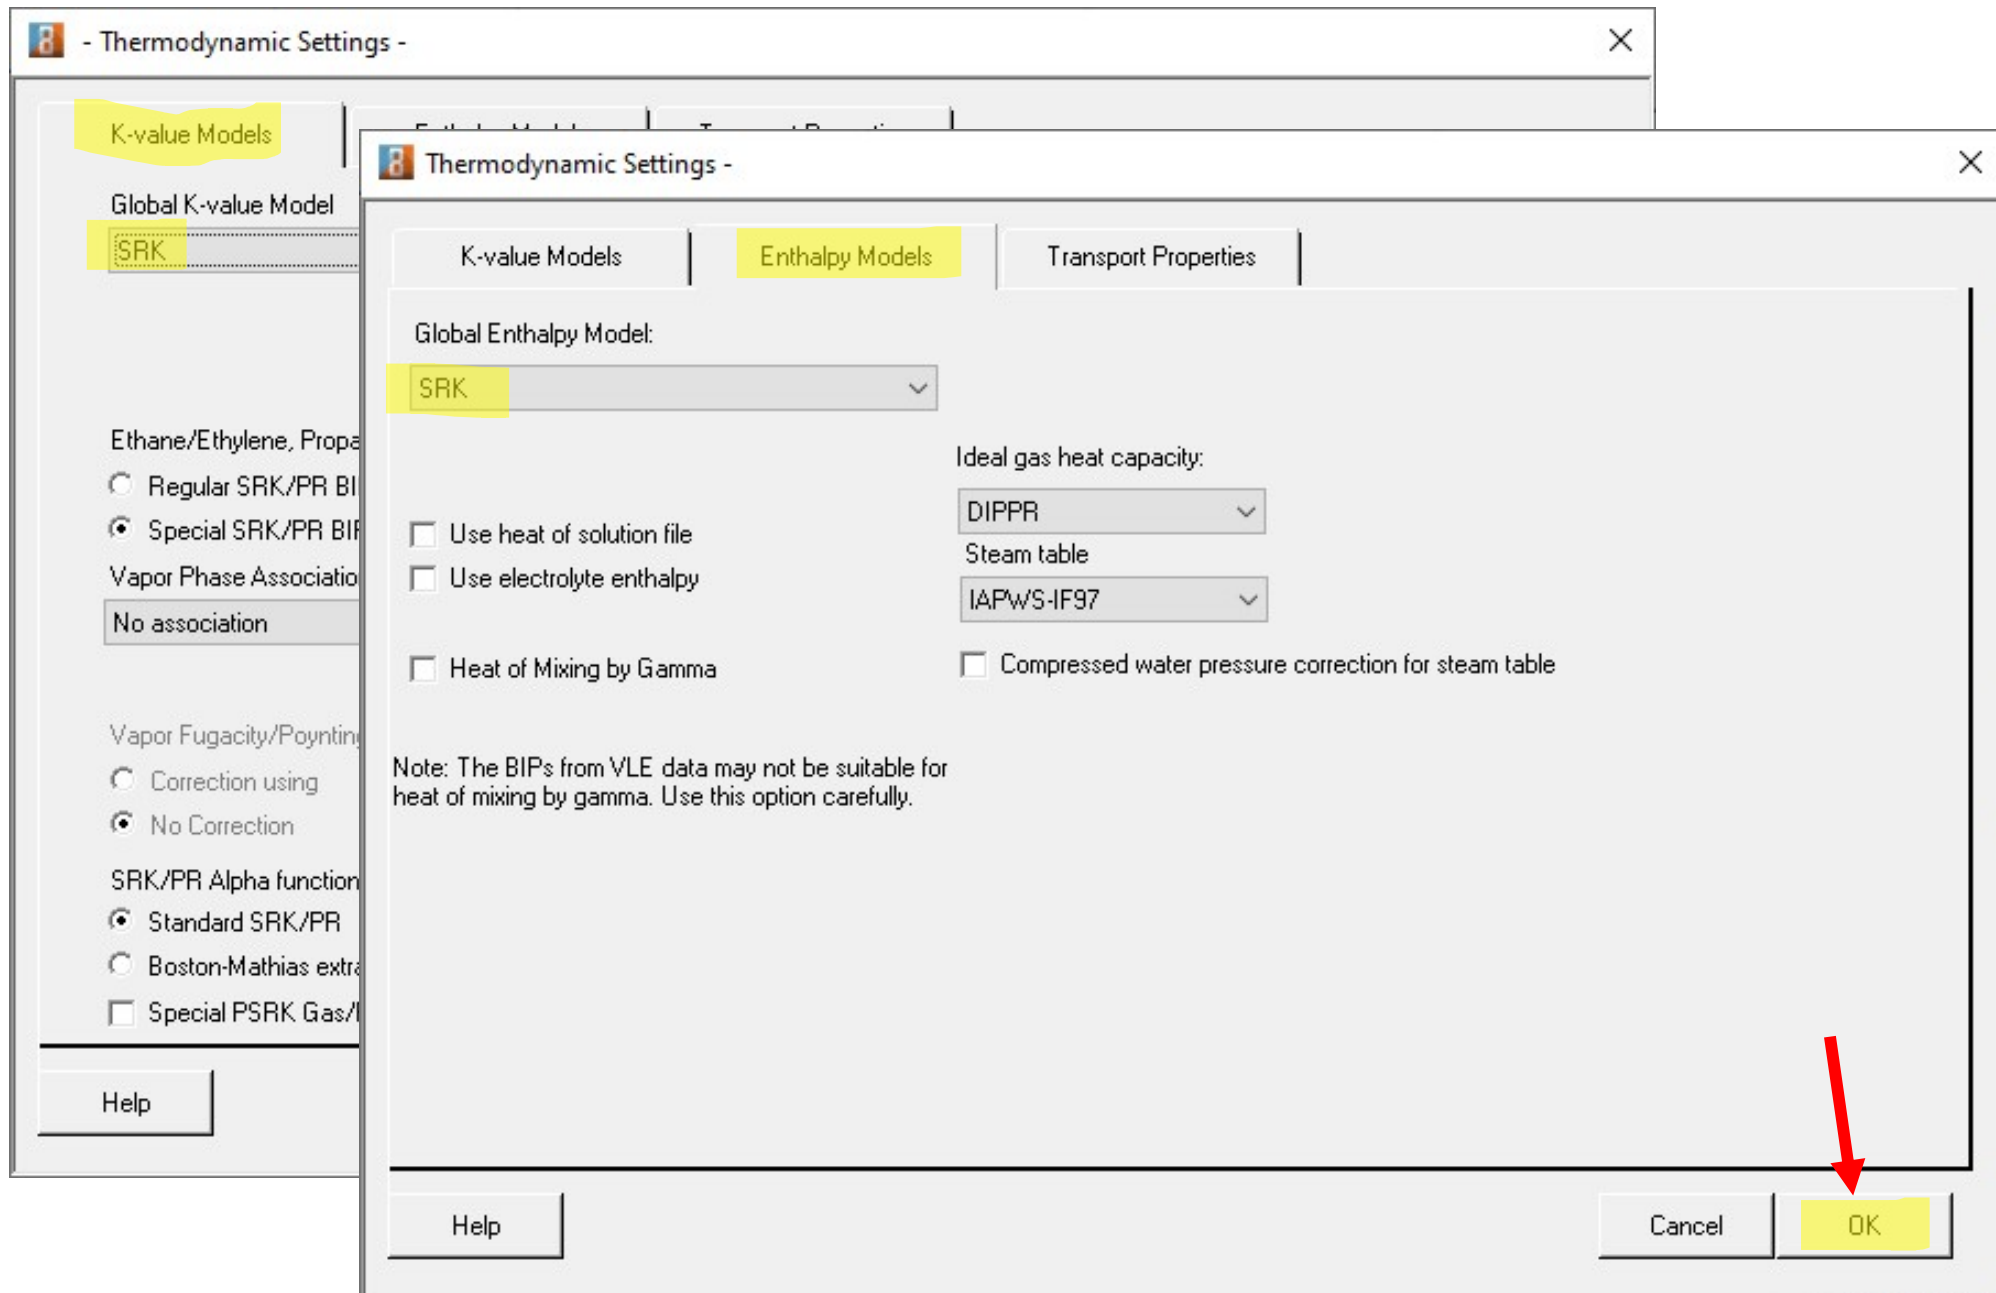 - Thermodynamic Settings -
K-value Models
Global K-value Model
SRK
Ethane/Ethylene, Propa
Regular SRK/PR BI
Special SRK/PR BIF
Vapor Phase Associatio
No association
Vapor Fugacity/Poynting
Correction using
No Correction
SRK/PR Alpha function
Standard SRK/PR
Boston-Mathias extra
Special PSRK Gas/
Help
Thermodynamic Settings -
K-value Models
Enthalpy Models
Transport Properties
Global Enthalpy Model:
SRK
Ideal gas heat capacity:
DIPPR
Use heat of solution file
Steam table
Use electrolyte enthalpy
IAPWS-IF97
Heat of Mixing by Gamma
Compressed water pressure correction for steam table
Note: The BIPs from VLE data may not be suitable for
heat of mixing by gamma. Use this option carefully.
Help
Cancel
OK